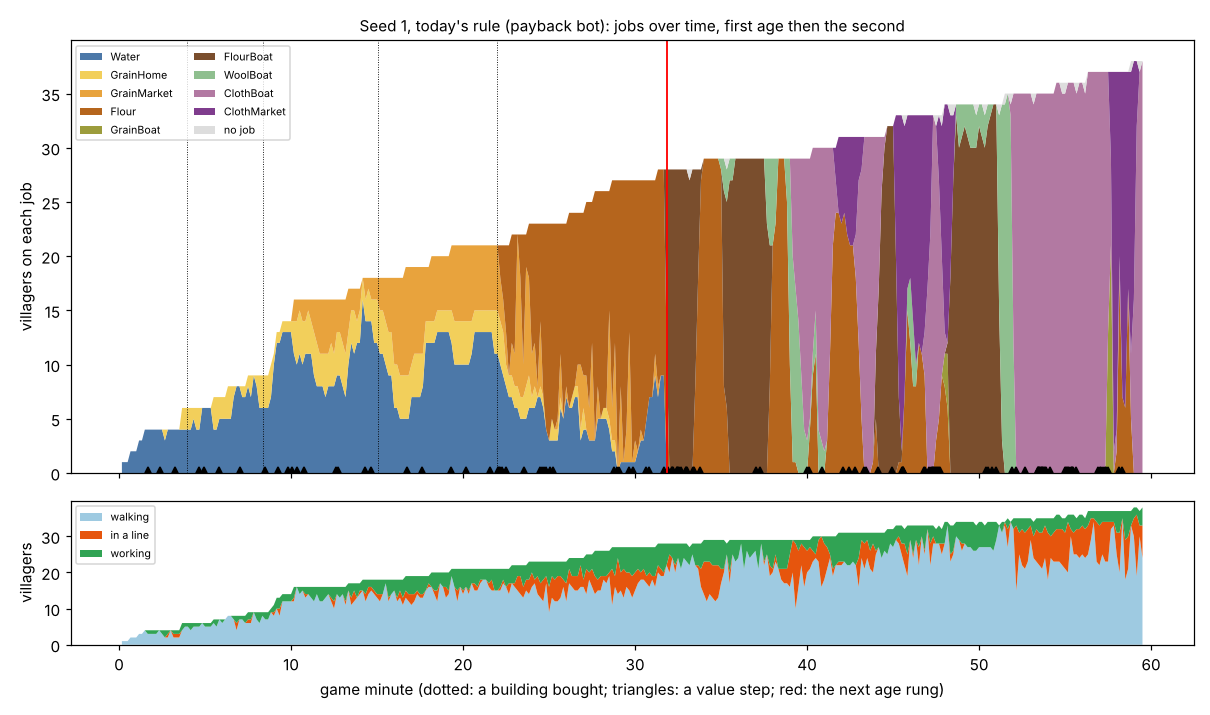 Seed 1, today's rule (payback bot): jobs over time, first age then the second
villagers on each job
35
30
25
20
15
10
5
0
Water
GrainHome
GrainMarket
Flour
GrainBoat
FlourBoat
WoolBoat
ClothBoat
ClothMarket
no job
villagers
30
20
10
0
walking
in a line
working
0 10 20 30 40 50 60
game minute (dotted: a building bought; triangles: a value step; red: the next age rung)